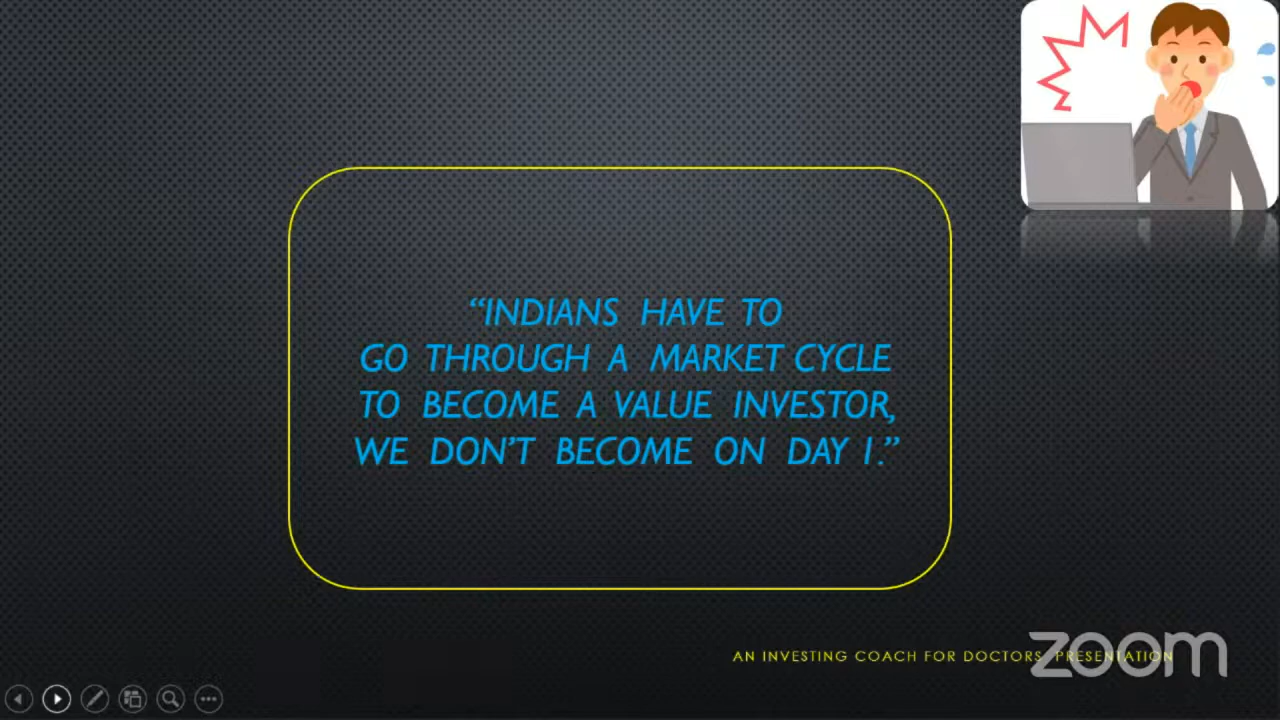 “INDIANS HAVE TO
GO THROUGH A MARKET CYCLE
TO BECOME A VALUE INVESTOR,
WE DON’T BECOME ON DAY 1.”
AN INVESTING COACH FOR DOCTORS PRESENTATION
zoom